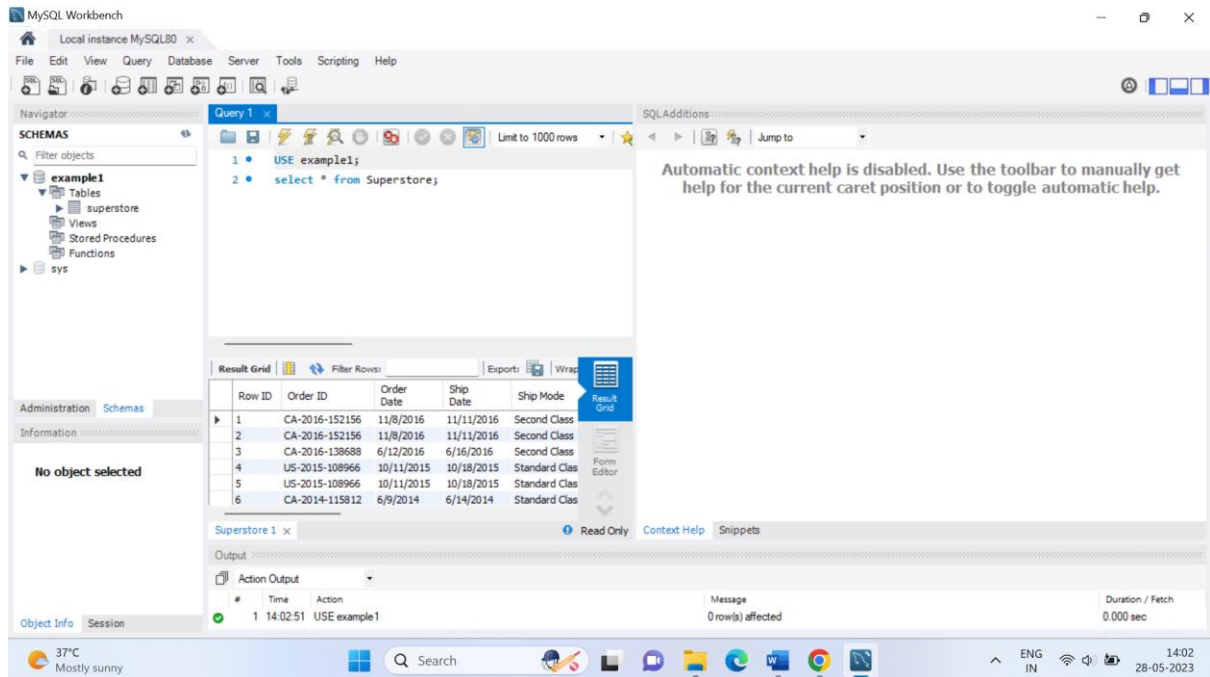 MySQL Workbench
Local instance MySQL80
File Edit View Query Database Server Tools Scripting Help
Navigator
SCHEMAS
Filter objects
example1
Tables
superstore
Views
Stored Procedures
Functions
sys
Administration Schemas
Information
No object selected
Object Info Session
Query 1
Limit to 1000 rows
1 USE example1;
2 select * from Superstore;
Result Grid Filter Rows: Export: Wrap
Row ID Order ID Order Date Ship Date Ship Mode
1 CA-2016-152156 11/8/2016 11/11/2016 Second Class
2 CA-2016-152156 11/8/2016 11/11/2016 Second Class
3 CA-2016-138688 6/12/2016 6/16/2016 Second Class
4 US-2015-108966 10/11/2015 10/18/2015 Standard Clas
5 US-2015-108966 10/11/2015 10/18/2015 Standard Clas
6 CA-2014-115812 6/9/2014 6/14/2014 Standard Clas
Result
Grid
Form
Editor
Superstore 1 Read Only
SQLAdditions
Jump to
Automatic context help is disabled. Use the toolbar to manually get
help for the current caret position or to toggle automatic help.
Context Help Snippets
Output
Action Output
# Time Action Message Duration / Fetch
1 14:02:51 USE example1 0 row(s) affected 0.000 sec
37°C
Mostly sunny
Search
ENG
IN
14:02
28-05-2023